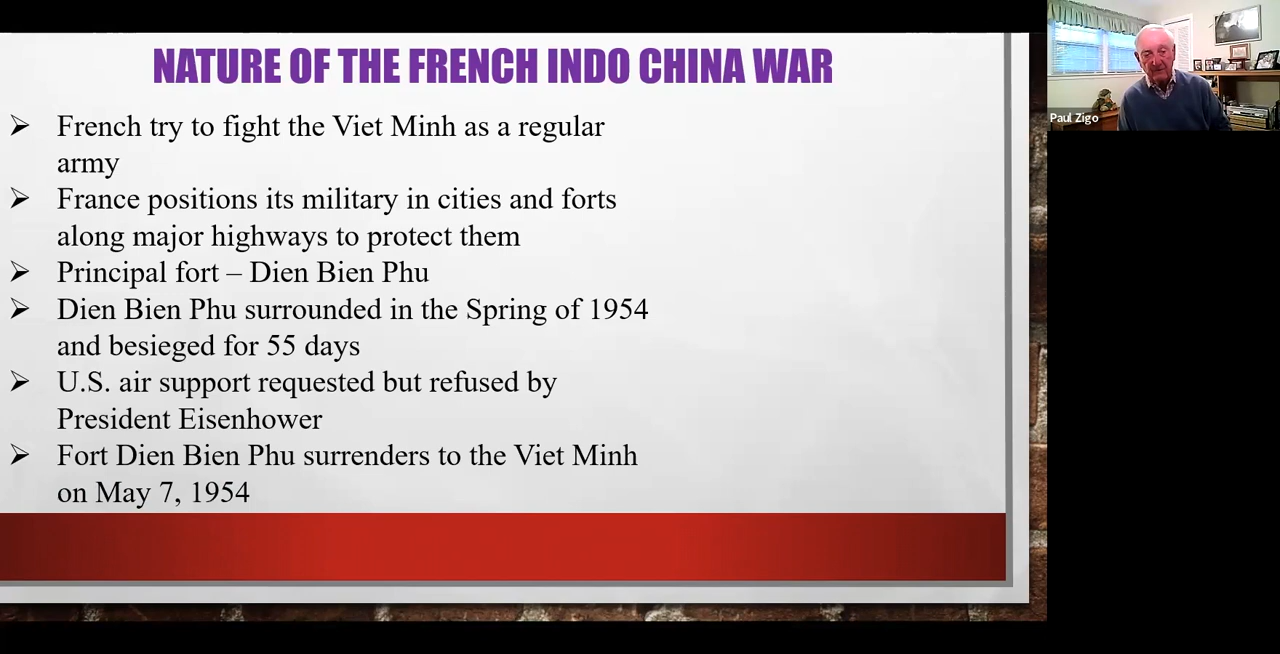 NATURE OF THE FRENCH INDO CHINA WAR
➢ French try to fight the Viet Minh as a regular
army
➢ France positions its military in cities and forts
along major highways to protect them
➢ Principal fort – Dien Bien Phu
➢ Dien Bien Phu surrounded in the Spring of 1954
and besieged for 55 days
➢ U.S. air support requested but refused by
President Eisenhower
➢ Fort Dien Bien Phu surrenders to the Viet Minh
on May 7, 1954
Paul Zigo